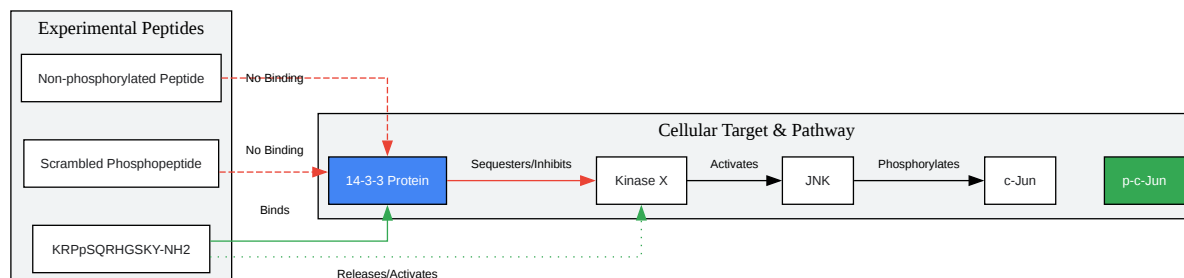 Experimental Peptides
Non-phosphorylated Peptide
No Binding
Cellular Target & Pathway
Scrambled Phosphopeptide
No Binding
14-3-3 Protein
Sequesters/Inhibits
Kinase X
Activates
JNK
Phosphorylates
c-Jun
p-c-Jun
Binds
KRPpSQRHGSKY-NH2
Releases/Activates